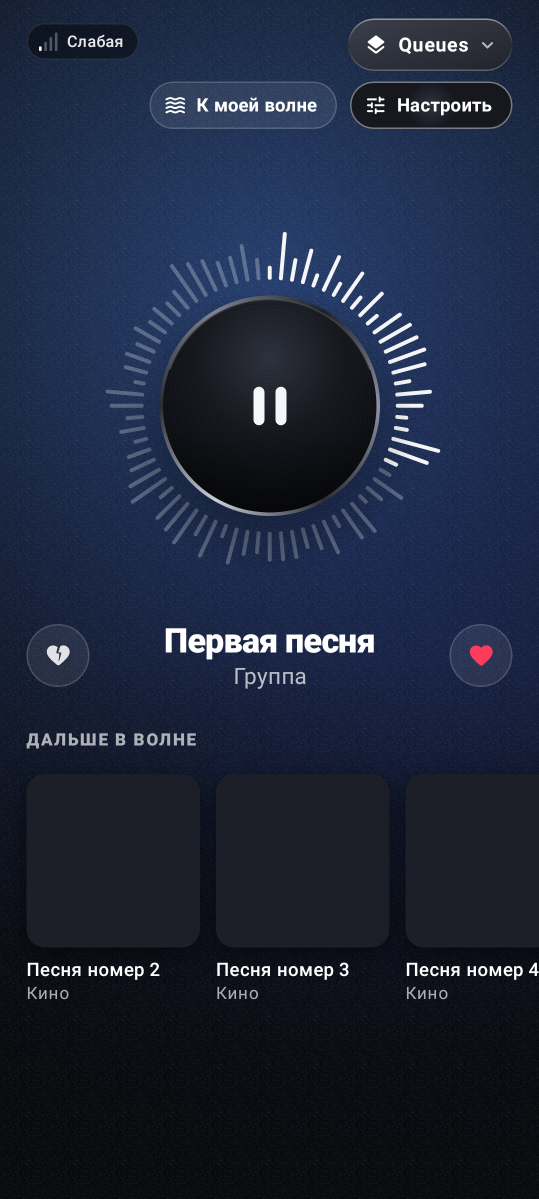 Слабая
Queues
К моей волне
Настроить
Первая песня
Группа
ДАЛЬШЕ В ВОЛНЕ
Песня номер 2
Кино
Песня номер 3
Кино
Песня номер 4
Кино